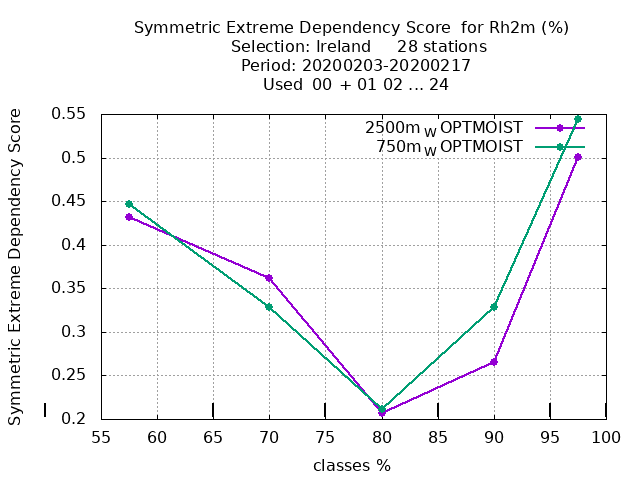 Symmetric Extreme Dependency Score  for Rh2m (%)
Selection: Ireland     28 stations
Period: 20200203-20200217
Used  00 + 01 02 ... 24
Symmetric Extreme Dependency Score
0.55
0.5
0.45
0.4
0.35
0.3
0.25
0.2
2500m W OPTMOIST
750m W OPTMOIST
55 60 65 70 75 80 85 90 95 100
classes %